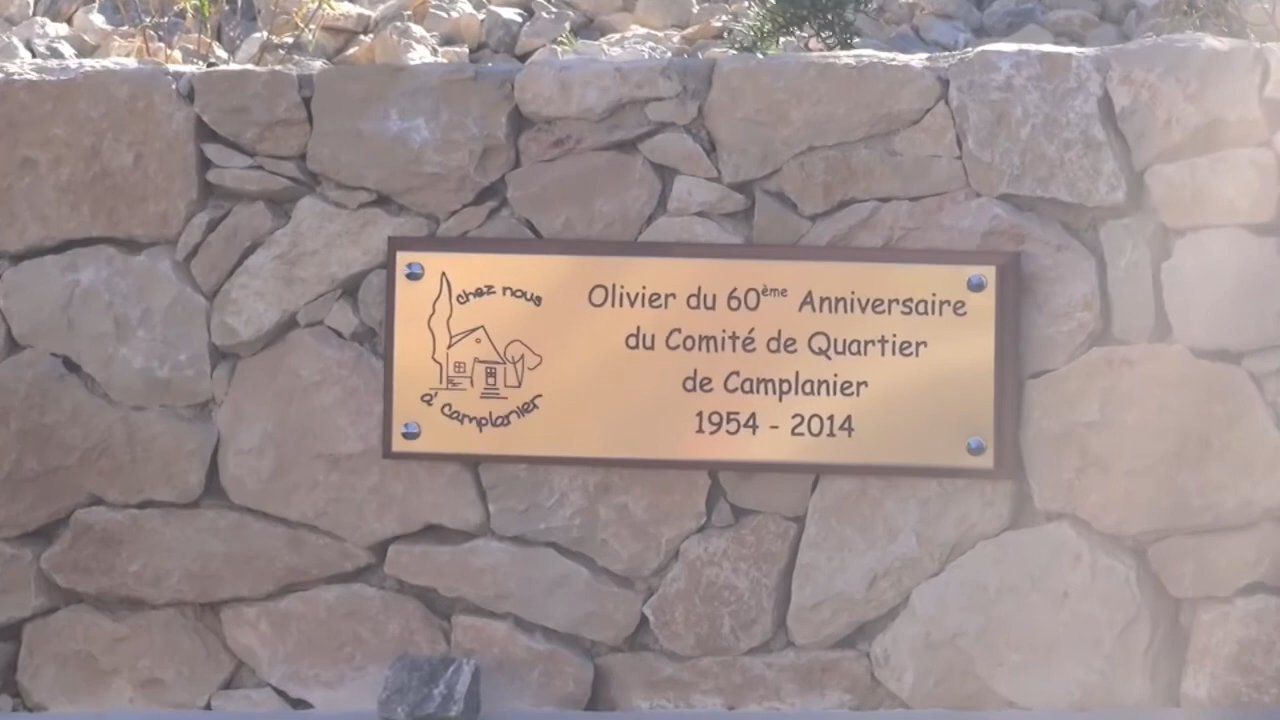 chez nous
à camplanier
Olivier du 60ème Anniversaire
du Comité de Quartier
de Camplanier
1954 - 2014